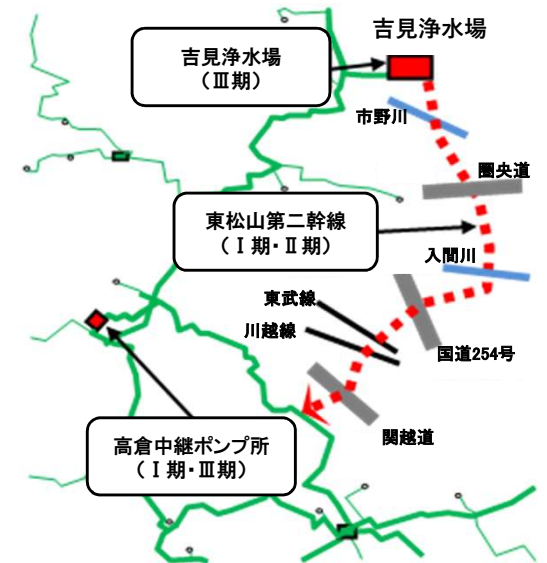 吉見浄水場
(Ⅲ期)
吉見浄水場
市野川
圏央道
東松山第二幹線
(Ⅰ期・Ⅱ期)
入間川
東武線
川越線
国道254号
関越道
高倉中継ポンプ所
(Ⅰ期・Ⅲ期)